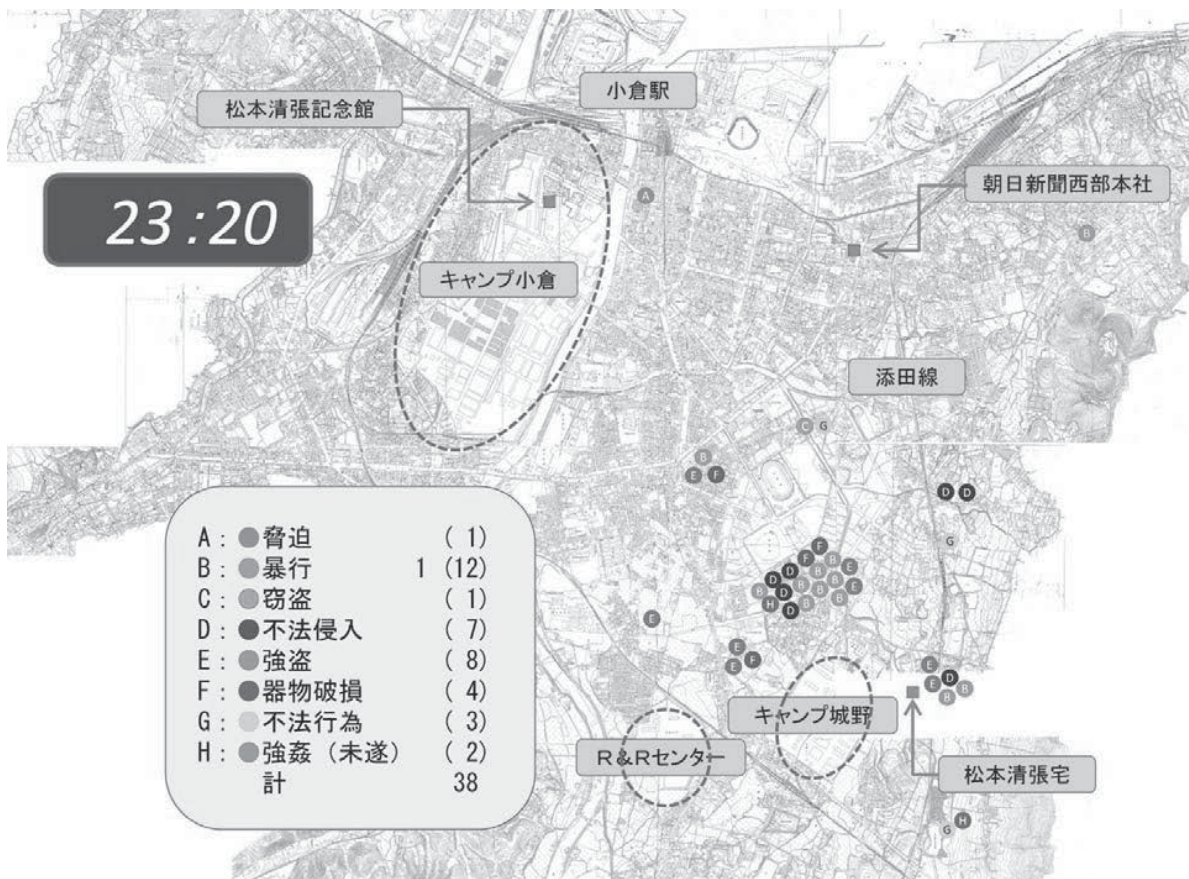 小倉駅
松本清張記念館
朝日新聞西部本社
23:20
A
B
キャンプ小倉
添田線
C G
B
E F
D D
G
A : ●脅迫 ( 1)
B : ●暴行 1 (12)
C : ●窃盗 ( 1)
D : ●不法侵入 ( 7)
E : ●強盗 ( 8)
F : ●器物破損 ( 4)
G : ●不法行為 ( 3)
H : ●強姦(未遂) ( 2)
計 38
F
D F B E
D B B F
B D B B
H D B B
E
E
E F
E
E D
B B
キャンプ城野
R&Rセンター
松本清張宅
G H